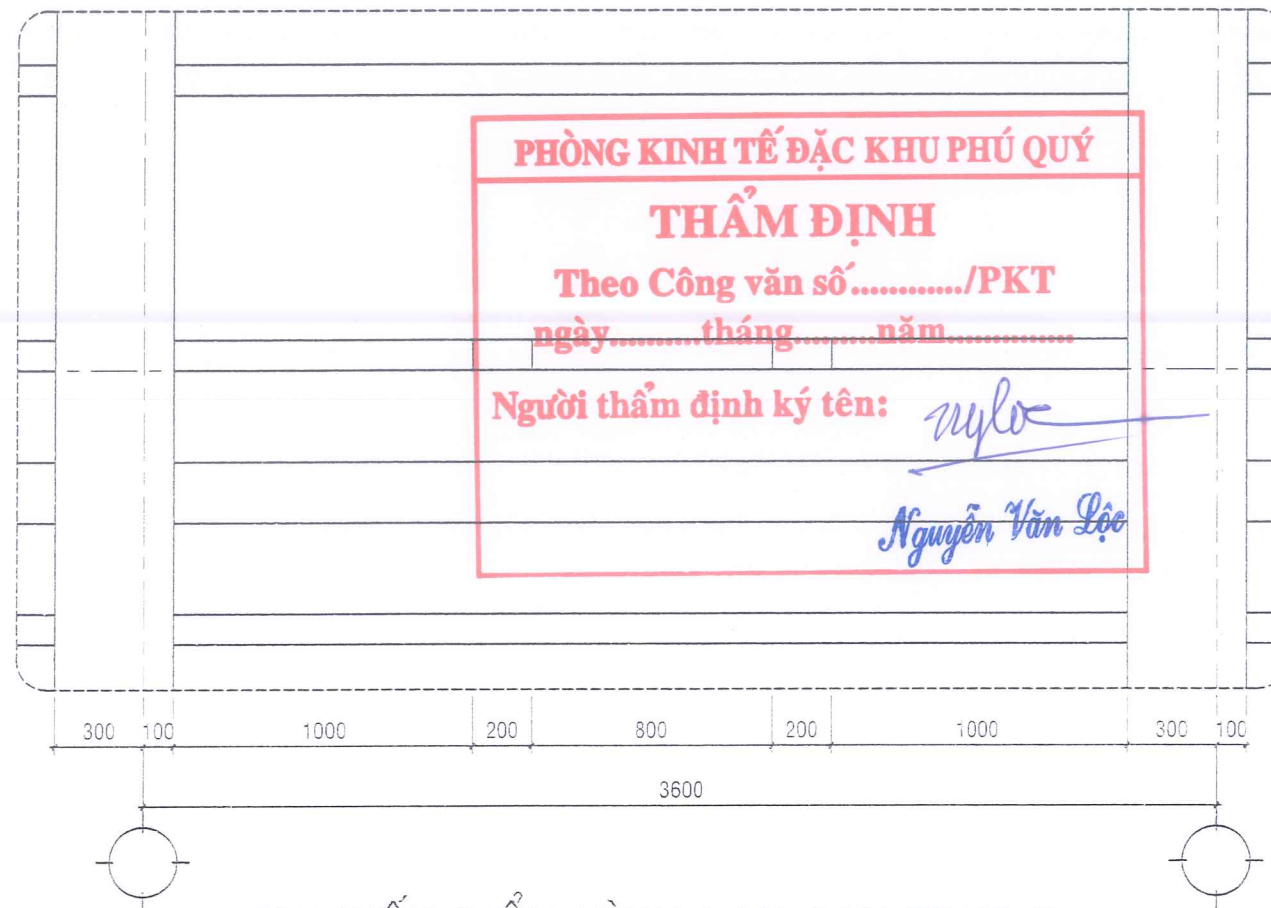 PHÒNG KINH TẾ ĐẶC KHU PHÚ QUÝ
THẨM ĐỊNH
Theo Công văn số............/PKT
ngày..........tháng.........năm..............
Người thẩm định ký tên:
Nguyễn Văn Lộc
300 100 1000 200 800 200 1000 300 100
3600